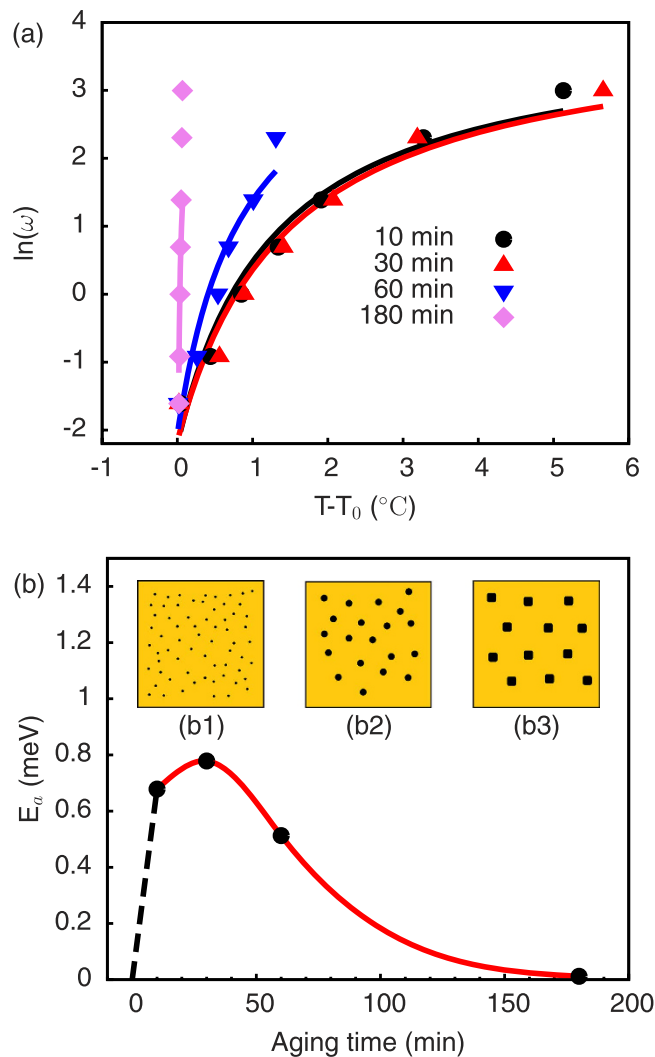 (a)
4
3
2
1
0
-1
-2
ln(ω)
10 min
30 min
60 min
180 min
-1 0 1 2 3 4 5 6
T-T₀ (°C)
(b)
1.4
1.2
1
0.8
0.6
0.4
0.2
0
Eₐ (meV)
(b1) (b2) (b3)
0 50 100 150 200
Aging time (min)